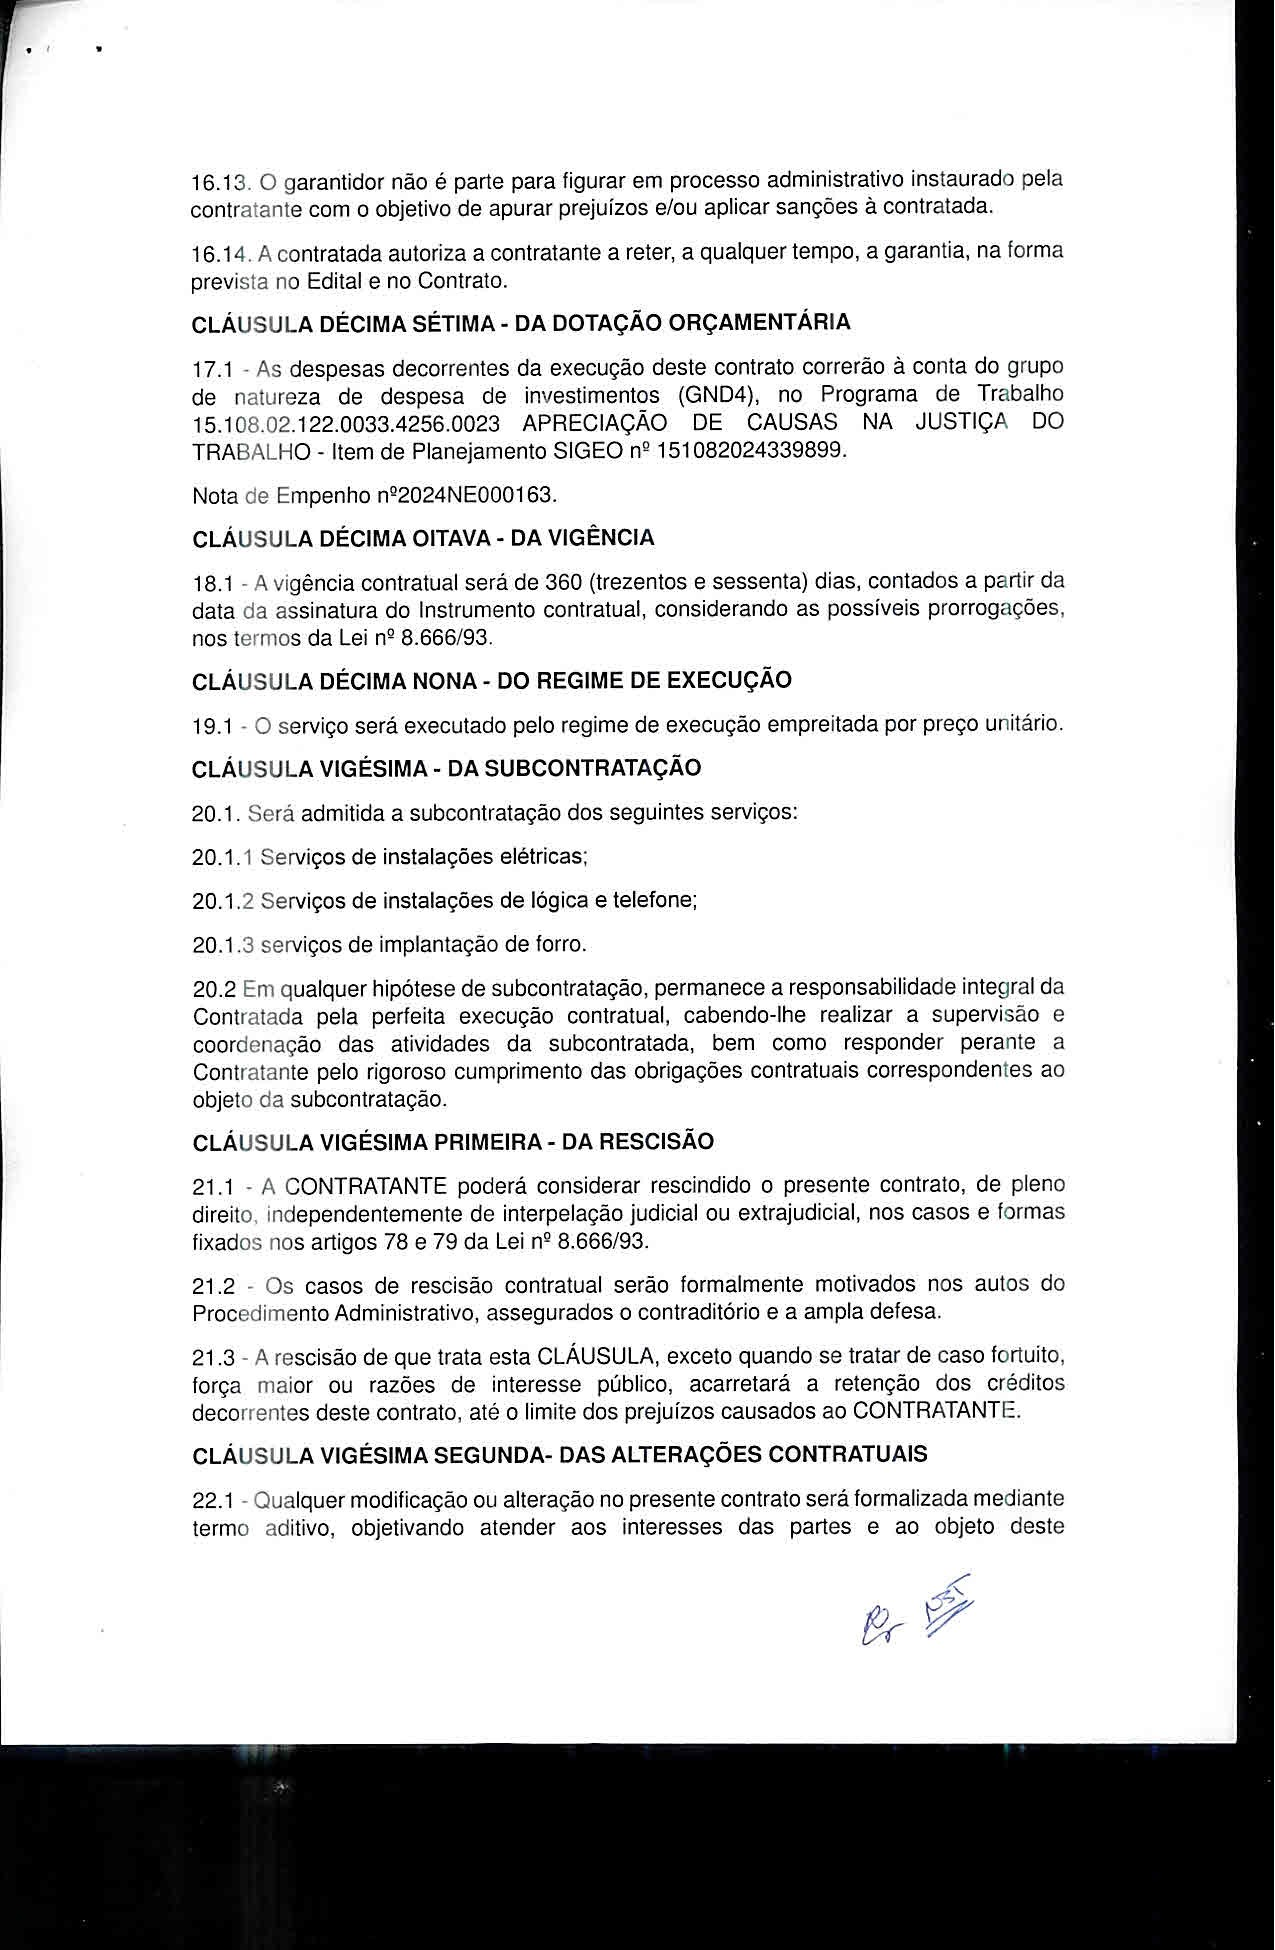 16.13. O garantidor não é parte para figurar em processo administrativo instaurado pela
contratante com o objetivo de apurar prejuízos e/ou aplicar sanções à contratada.
16.14. A contratada autoriza a contratante a reter, a qualquer tempo, a garantia, na forma
prevista no Edital e no Contrato.
CLÁUSULA DÉCIMA SÉTIMA - DA DOTAÇÃO ORÇAMENTÁRIA
17.1 - As despesas decorrentes da execução deste contrato correrão à conta do grupo
de natureza de despesa de investimentos (GND4), no Programa de Trabalho
15.108.02.122.0033.4256.0023 APRECIAÇÃO DE CAUSAS NA JUSTIÇA DO
TRABALHO - Item de Planejamento SIGEO nº 151082024339899.
Nota de Empenho nº2024NE000163.
CLÁUSULA DÉCIMA OITAVA - DA VIGÊNCIA
18.1 - A vigência contratual será de 360 (trezentos e sessenta) dias, contados a partir da
data da assinatura do Instrumento contratual, considerando as possíveis prorrogações,
nos termos da Lei nº 8.666/93.
CLÁUSULA DÉCIMA NONA - DO REGIME DE EXECUÇÃO
19.1 - O serviço será executado pelo regime de execução empreitada por preço unitário.
CLÁUSULA VIGÉSIMA - DA SUBCONTRATAÇÃO
20.1. Será admitida a subcontratação dos seguintes serviços:
20.1.1 Serviços de instalações elétricas;
20.1.2 Serviços de instalações de lógica e telefone;
20.1.3 serviços de implantação de forro.
20.2 Em qualquer hipótese de subcontratação, permanece a responsabilidade integral da
Contratada pela perfeita execução contratual, cabendo-lhe realizar a supervisão e
coordenação das atividades da subcontratada, bem como responder perante a
Contratante pelo rigoroso cumprimento das obrigações contratuais correspondentes ao
objeto da subcontratação.
CLÁUSULA VIGÉSIMA PRIMEIRA - DA RESCISÃO
21.1 - A CONTRATANTE poderá considerar rescindido o presente contrato, de pleno
direito, independentemente de interpelação judicial ou extrajudicial, nos casos e formas
fixados nos artigos 78 e 79 da Lei nº 8.666/93.
21.2 - Os casos de rescisão contratual serão formalmente motivados nos autos do
Procedimento Administrativo, assegurados o contraditório e a ampla defesa.
21.3 - A rescisão de que trata esta CLÁUSULA, exceto quando se tratar de caso fortuito,
força maior ou razões de interesse público, acarretará a retenção dos créditos
decorrentes deste contrato, até o limite dos prejuízos causados ao CONTRATANTE.
CLÁUSULA VIGÉSIMA SEGUNDA- DAS ALTERAÇÕES CONTRATUAIS
22.1 - Qualquer modificação ou alteração no presente contrato será formalizada mediante
termo aditivo, objetivando atender aos interesses das partes e ao objeto deste